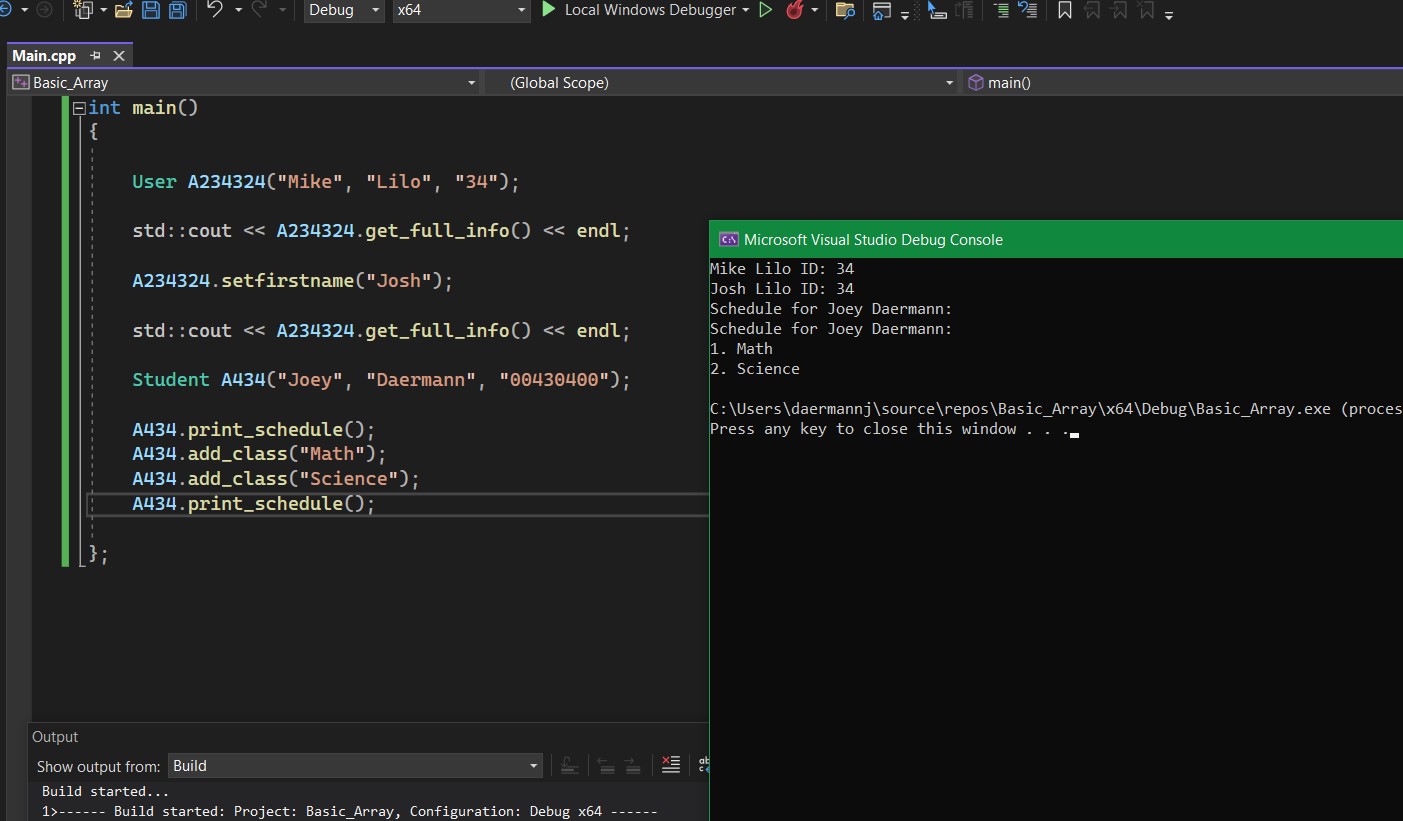 Debug x64 Local Windows Debugger
Main.cpp
Basic_Array (Global Scope) main()
int main()
{
User A234324("Mike", "Lilo", "34");
std::cout << A234324.get_full_info() << endl;
A234324.setfirstname("Josh");
std::cout << A234324.get_full_info() << endl;
Student A434("Joey", "Daermann", "00430400");
A434.print_schedule();
A434.add_class("Math");
A434.add_class("Science");
A434.print_schedule();
};
Microsoft Visual Studio Debug Console
Mike Lilo ID: 34
Josh Lilo ID: 34
Schedule for Joey Daermann:
Schedule for Joey Daermann:
1. Math
2. Science
C:\Users\daermannj\source\repos\Basic_Array\x64\Debug\Basic_Array.exe (proces
Press any key to close this window . . .
Output
Show output from: Build
Build started...
1>------ Build started: Project: Basic_Array, Configuration: Debug x64 ------